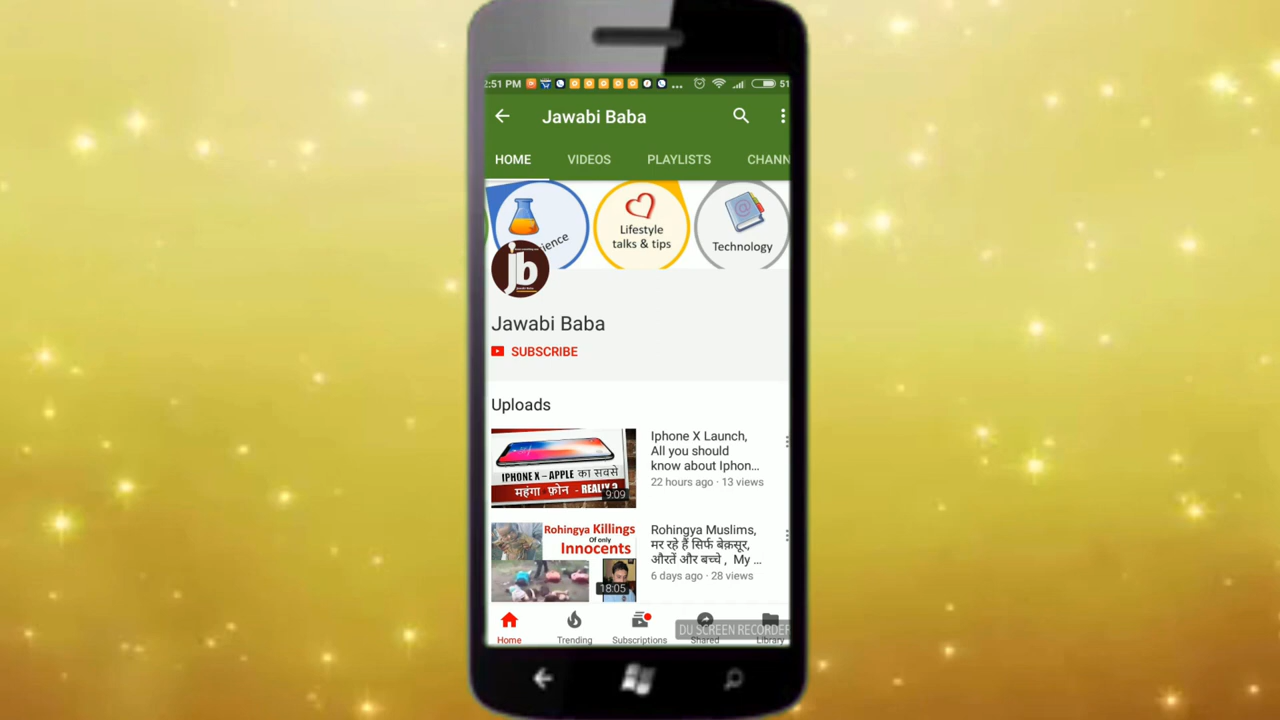 2:51 PM
51
Jawabi Baba
HOME
VIDEOS
PLAYLISTS
CHANN
ience
Lifestyle
talks & tips
Technology
jb
Jawabi Baba
SUBSCRIBE
Uploads
IPHONE X – APPLE का सबसे
महंगा फ़ोन - REALLY ?
9:09
Iphone X Launch,
All you should
know about Iphon...
22 hours ago · 13 views
Rohingya Killings
Of only
Innocents
18:05
Rohingya Muslims,
मर रहे हैं सिर्फ बेक़सूर,
औरतें और बच्चे , My ...
6 days ago · 28 views
Home
Trending
Subscriptions
Shared
Library
DU SCREEN RECORDER